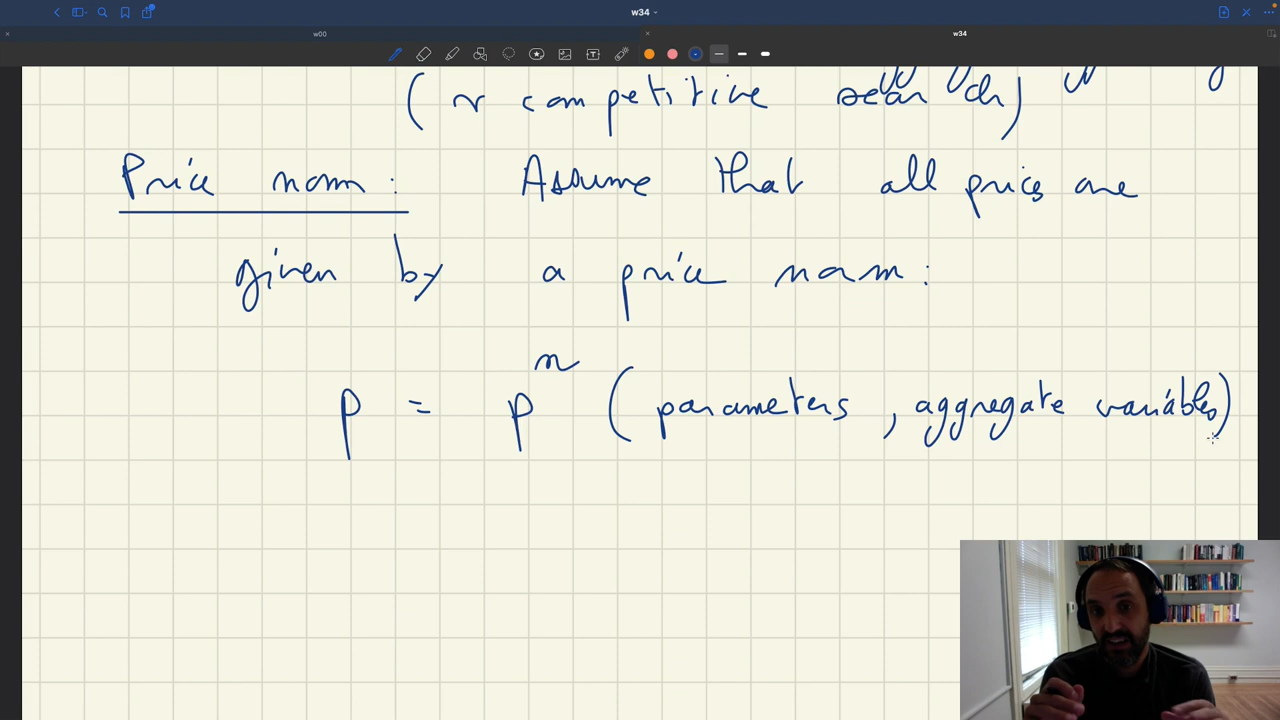 w34
w00
w34
( or competitive search )
Price norm : Assume that all prices are
given by a price norm :
p = p^n ( parameters , aggregate variables )